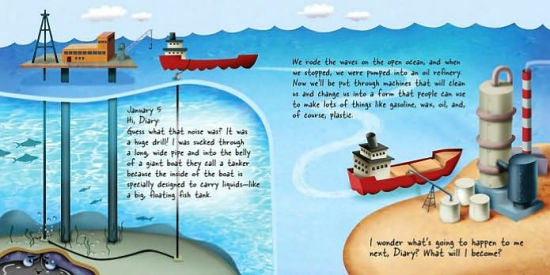 January 5
Hi, Diary
Guess what that noise was? It was
a huge drill! I was sucked through
a long, wide pipe and into the belly
of a giant boat they call a tanker
because the inside of the boat is
specially designed to carry liquids—like
a big, floating fish tank.
We rode the waves on the open ocean, and when
we stopped, we were pumped into an oil refinery.
Now we'll be put through machines that will clean
us and change us into a form that people can use
to make lots of things like gasoline, wax, oil, and,
of course, plastic.
I wonder what's going to happen to me
next, Diary? What will I become?